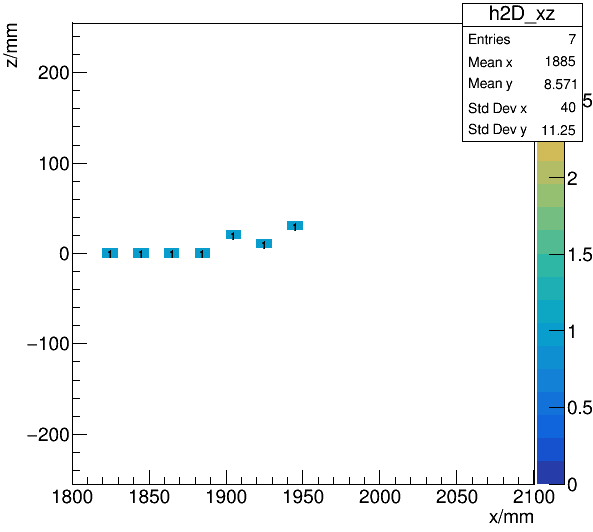 h2D_xz
Entries 7
Mean x 1885
Mean y 8.571
Std Dev x 40
Std Dev y 11.25
z/mm
200
100
0
−100
−200
1 1 1 1 1 1 1
5
2
1.5
1
0.5
0
1800 1850 1900 1950 2000 2050 2100
x/mm